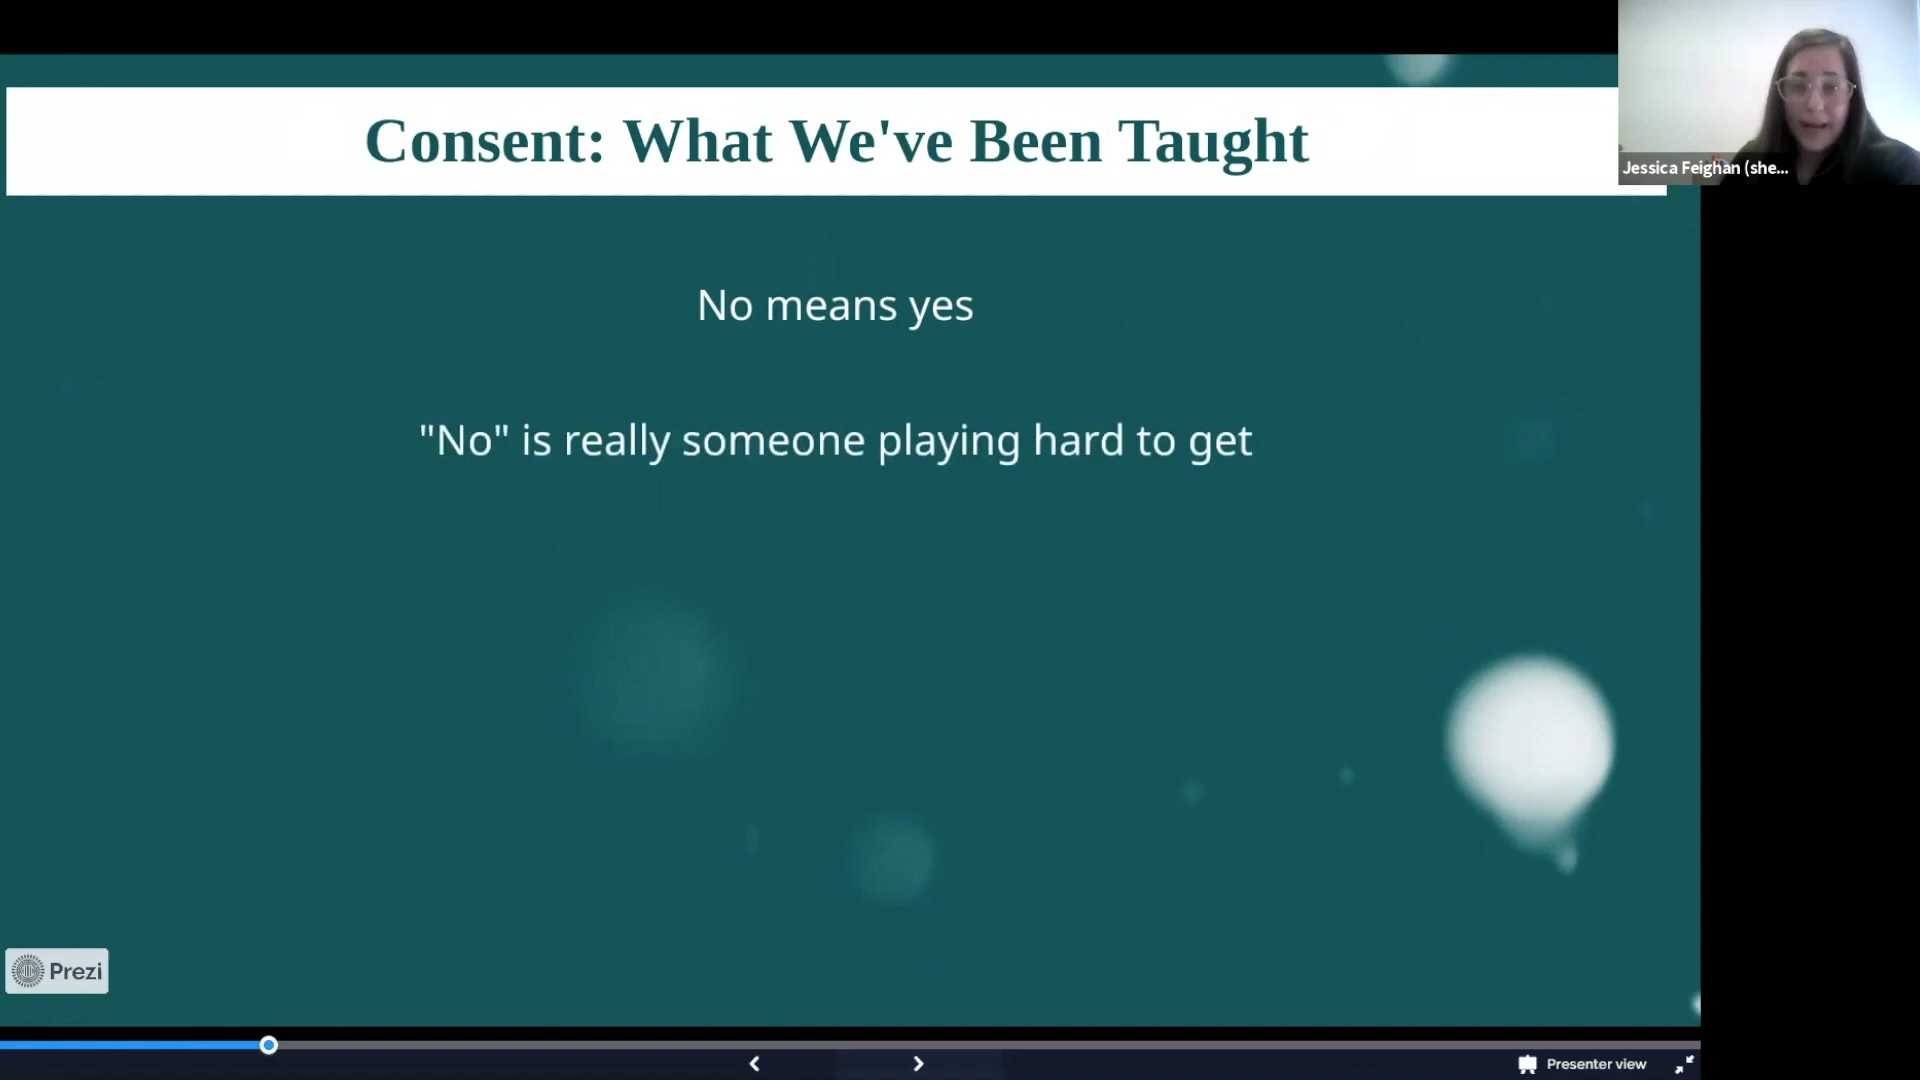 Consent: What We've Been Taught
Jessica Feighan (she...
No means yes
"No" is really someone playing hard to get
Prezi
Presenter view